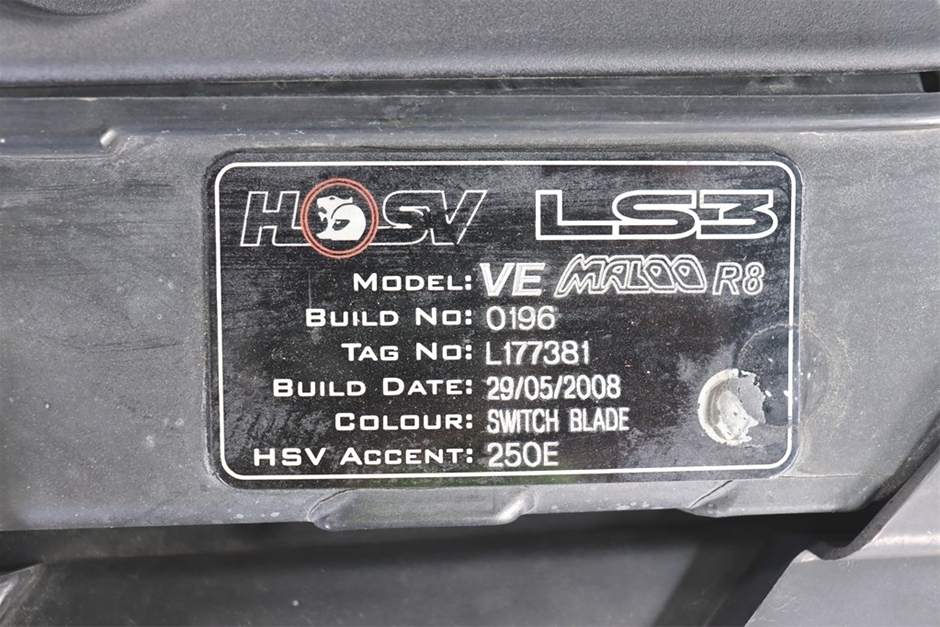 HSV LS3
MODEL: VE MALOO R8
BUILD NO: 0196
TAG NO: L177381
BUILD DATE: 29/05/2008
COLOUR: SWITCH BLADE
HSV ACCENT: 250E